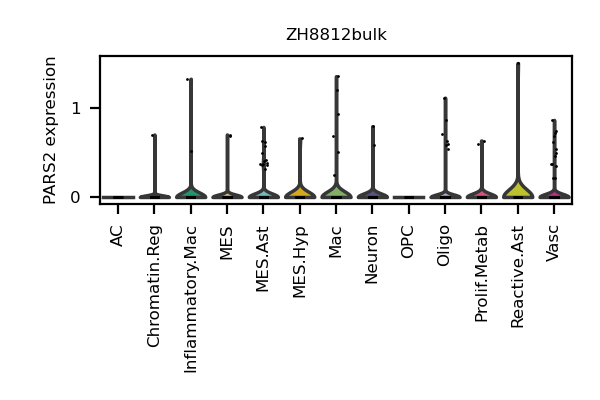 ZH8812bulk
PARS2 expression
1
0
AC
Chromatin.Reg
Inflammatory.Mac
MES
MES.Ast
MES.Hyp
Mac
Neuron
OPC
Oligo
Prolif.Metab
Reactive.Ast
Vasc